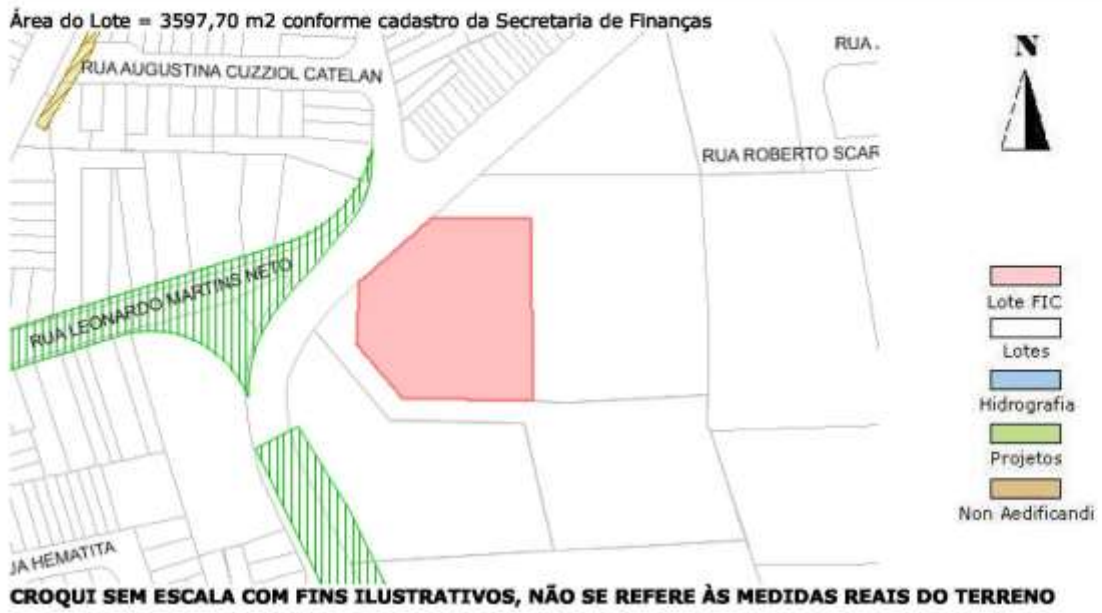 Área do Lote = 3597,70 m2 conforme cadastro da Secretaria de Finanças
RUA AUGUSTINA CUZZIOL CATELAN
RUA
N
RUA ROBERTO SCAR
RUA LEONARDO MARTINS NETO
Lote FIC
Lotes
Hidrografia
Projetos
Non Aedificandi
JA HEMATITA
CROQUI SEM ESCALA COM FINS ILUSTRATIVOS, NÃO SE REFERE ÀS MEDIDAS REAIS DO TERRENO